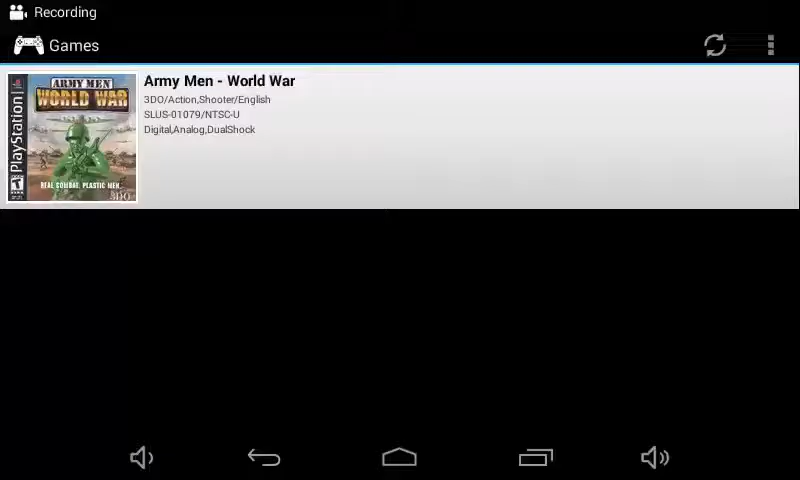 Recording
Games
Army Men - World War
3DO/Action,Shooter/English
SLUS-01079/NTSC-U
Digital,Analog,DualShock
PlayStation
ARMY MEN
WORLD WAR
REAL COMBAT. PLASTIC MEN.
3DO